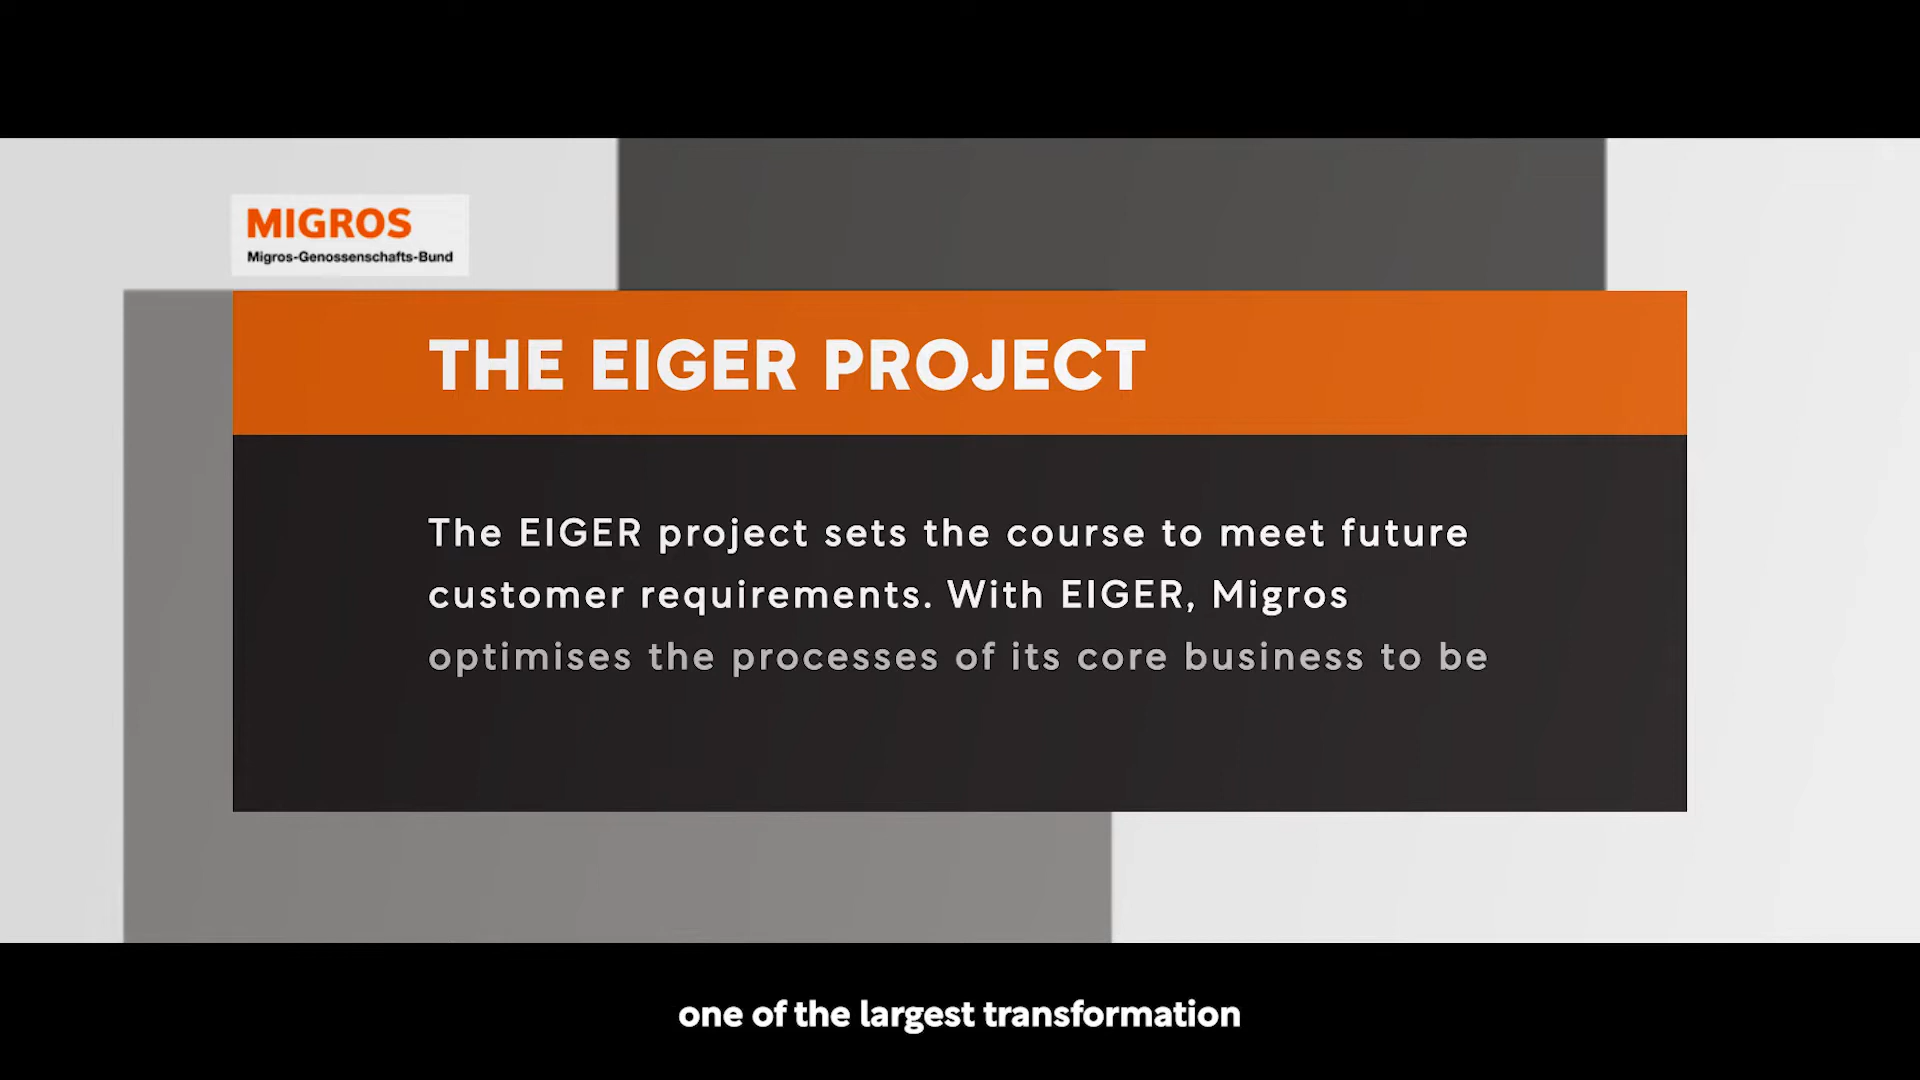 MIGROS
Migros-Genossenschafts-Bund
THE EIGER PROJECT
The EIGER project sets the course to meet future
customer requirements. With EIGER, Migros
optimises the processes of its core business to be
one of the largest transformation